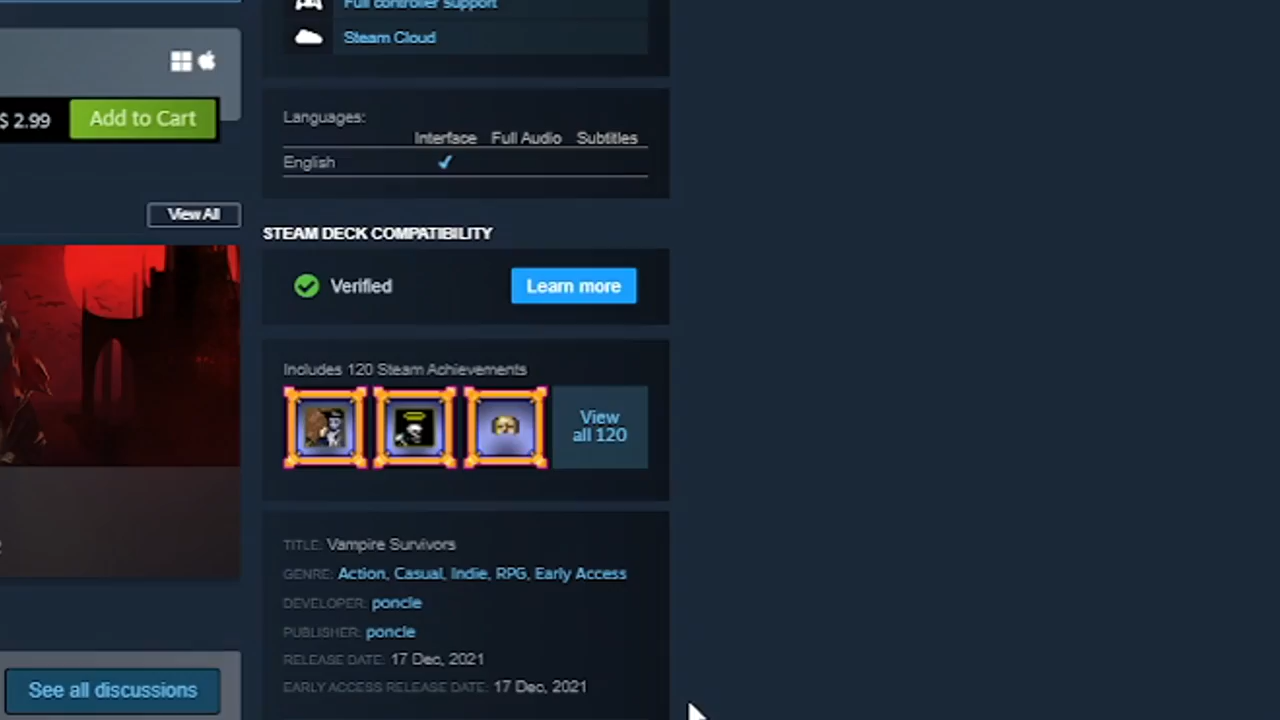 Full controller support
Steam Cloud
$ 2.99
Add to Cart
Languages:
Interface Full Audio Subtitles
English ✔
View All
STEAM DECK COMPATIBILITY
Verified
Learn more
Includes 120 Steam Achievements
View
all 120
TITLE: Vampire Survivors
GENRE: Action, Casual, Indie, RPG, Early Access
DEVELOPER: poncle
PUBLISHER: poncle
RELEASE DATE: 17 Dec, 2021
EARLY ACCESS RELEASE DATE: 17 Dec, 2021
See all discussions